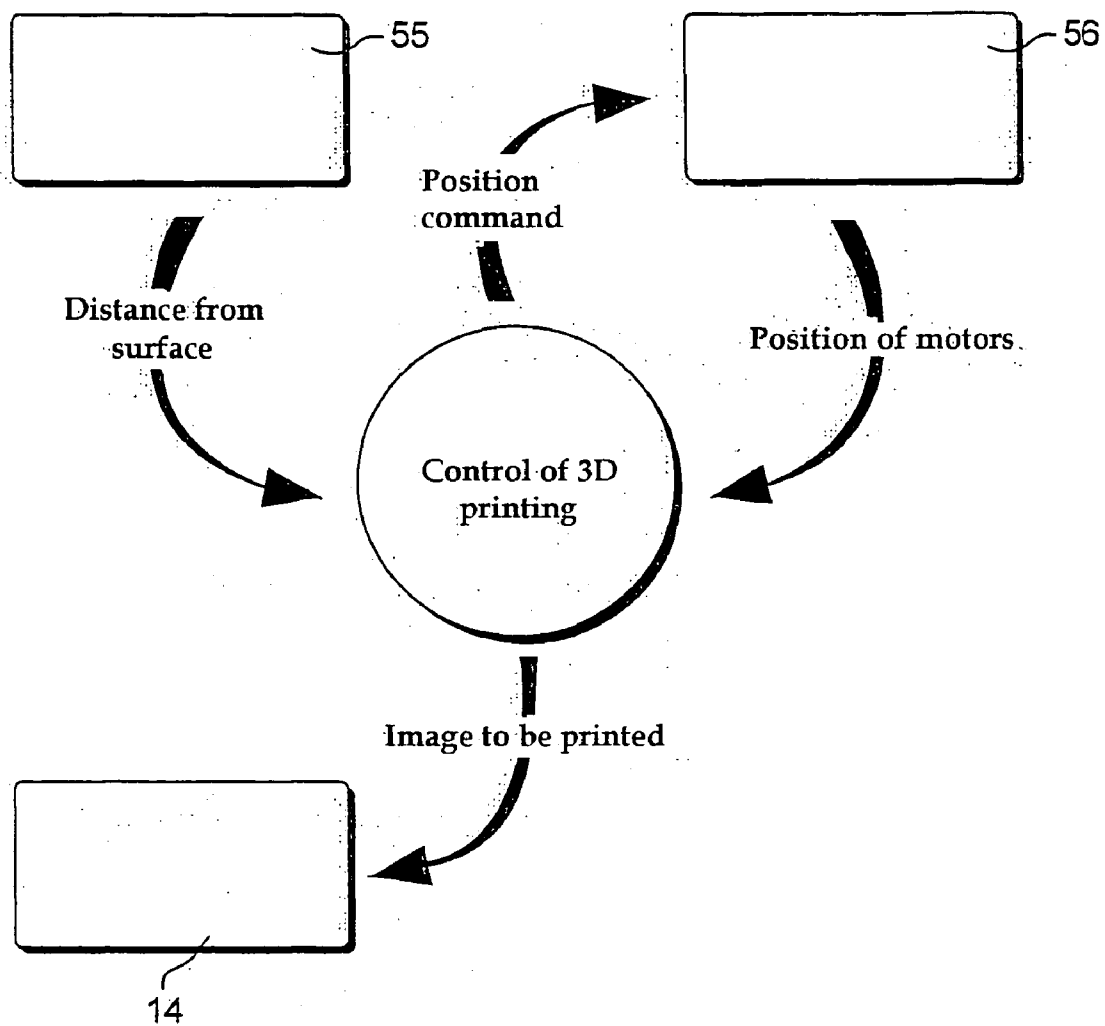 55
56
Position
command
Distance from
surface
Position of motors
Control of 3D
printing
Image to be printed
14